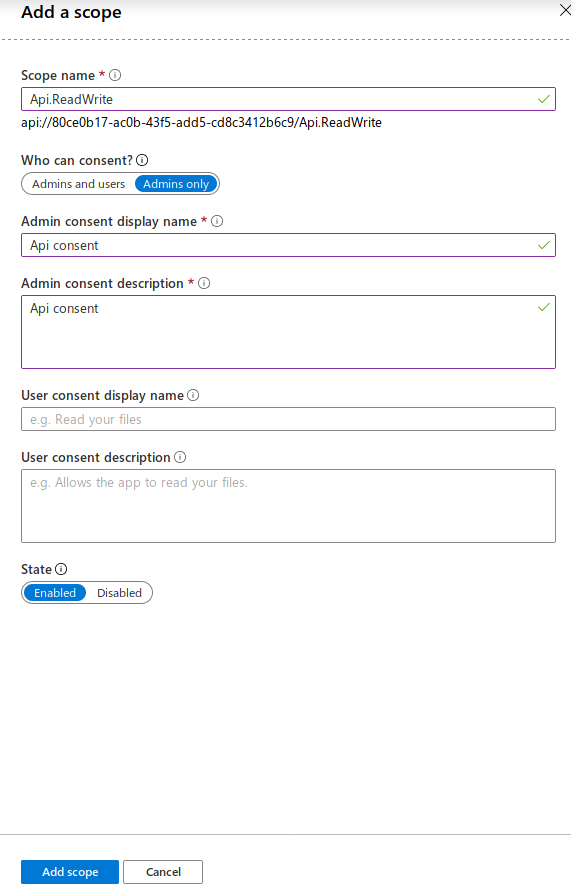 Add a scope
Scope name *
Api.ReadWrite
api://80ce0b17-ac0b-43f5-add5-cd8c3412b6c9/Api.ReadWrite
Who can consent?
Admins and users Admins only
Admin consent display name *
Api consent
Admin consent description *
Api consent
User consent display name
e.g. Read your files
User consent description
e.g. Allows the app to read your files.
State
Enabled Disabled
Add scope Cancel